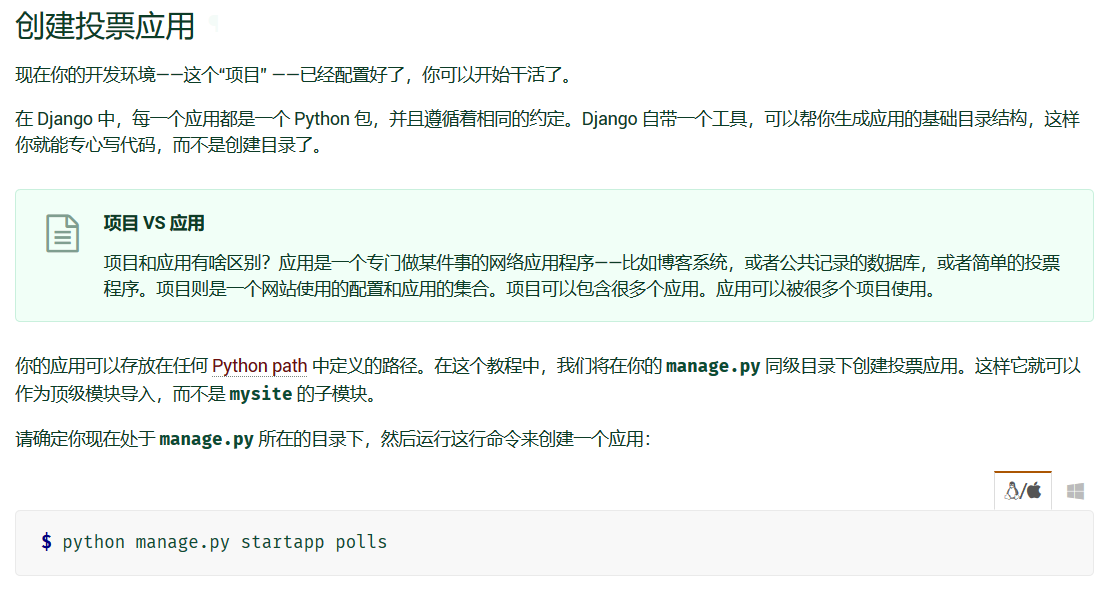 创建投票应用 ¶
现在你的开发环境——这个“项目” ——已经配置好了，你可以开始干活了。
在 Django 中，每一个应用都是一个 Python 包，并且遵循着相同的约定。Django 自带一个工具，可以帮你生成应用的基础目录结构，这样
你就能专心写代码，而不是创建目录了。
项目 VS 应用
项目和应用有啥区别？应用是一个专门做某件事的网络应用程序——比如博客系统，或者公共记录的数据库，或者简单的投票
程序。项目则是一个网站使用的配置和应用的集合。项目可以包含很多个应用。应用可以被很多个项目使用。
你的应用可以存放在任何 Python path 中定义的路径。在这个教程中，我们将在你的 manage.py 同级目录下创建投票应用。这样它就可以
作为顶级模块导入，而不是 mysite 的子模块。
请确定你现在处于 manage.py 所在的目录下，然后运行这行命令来创建一个应用：
/
$ python manage.py startapp polls